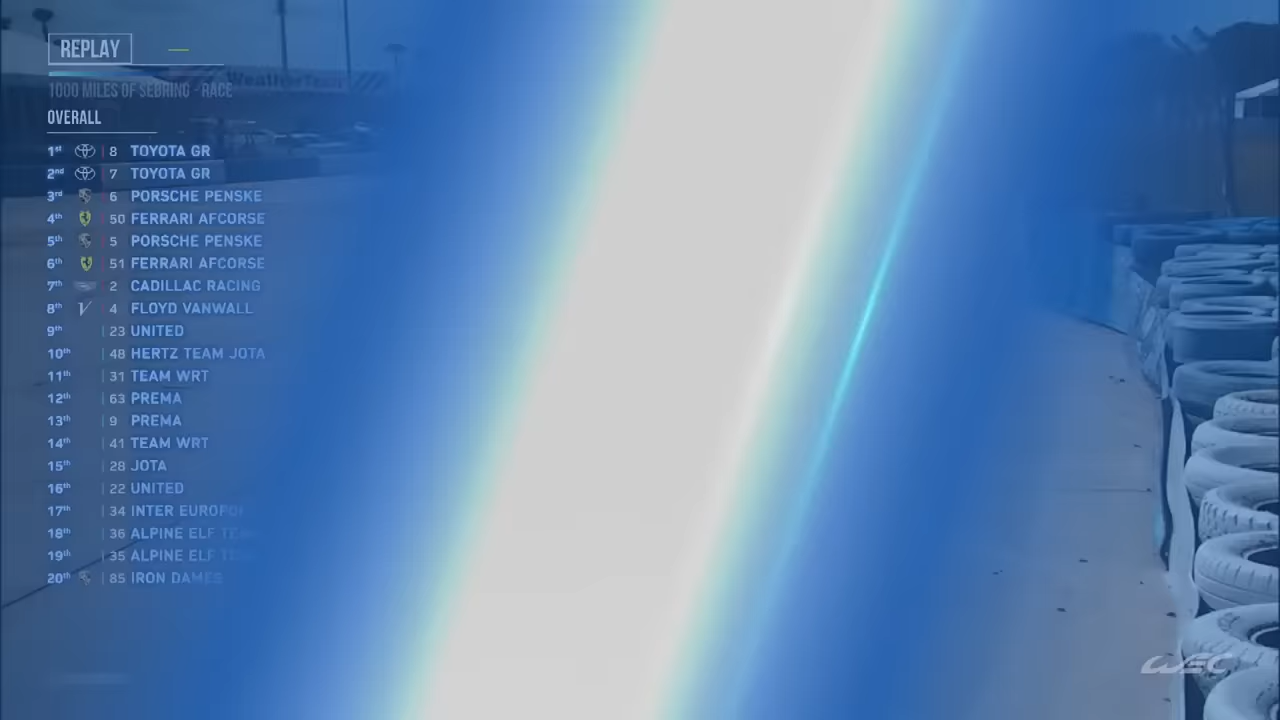 REPLAY
WeatherTech
1000 MILES OF SEBRING - RACE
OVERALL
1st 8 TOYOTA GR
2nd 7 TOYOTA GR
3rd 6 PORSCHE PENSKE
4th 50 FERRARI AFCORSE
5th 5 PORSCHE PENSKE
6th 51 FERRARI AFCORSE
7th 2 CADILLAC RACING
8th 4 FLOYD VANWALL
9th 23 UNITED
10th 48 HERTZ TEAM JOTA
11th 31 TEAM WRT
12th 63 PREMA
13th 9 PREMA
14th 41 TEAM WRT
15th 28 JOTA
16th 22 UNITED
17th 34 INTER EUROPOL
18th 36 ALPINE ELF TEAM
19th 35 ALPINE ELF TEAM
20th 85 IRON DAMES
WEC